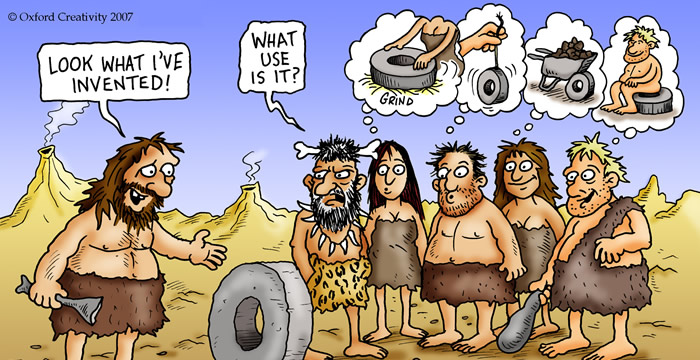 © Oxford Creativity 2007
LOOK WHAT I'VE
INVENTED!
WHAT
USE
IS IT?
GRIND